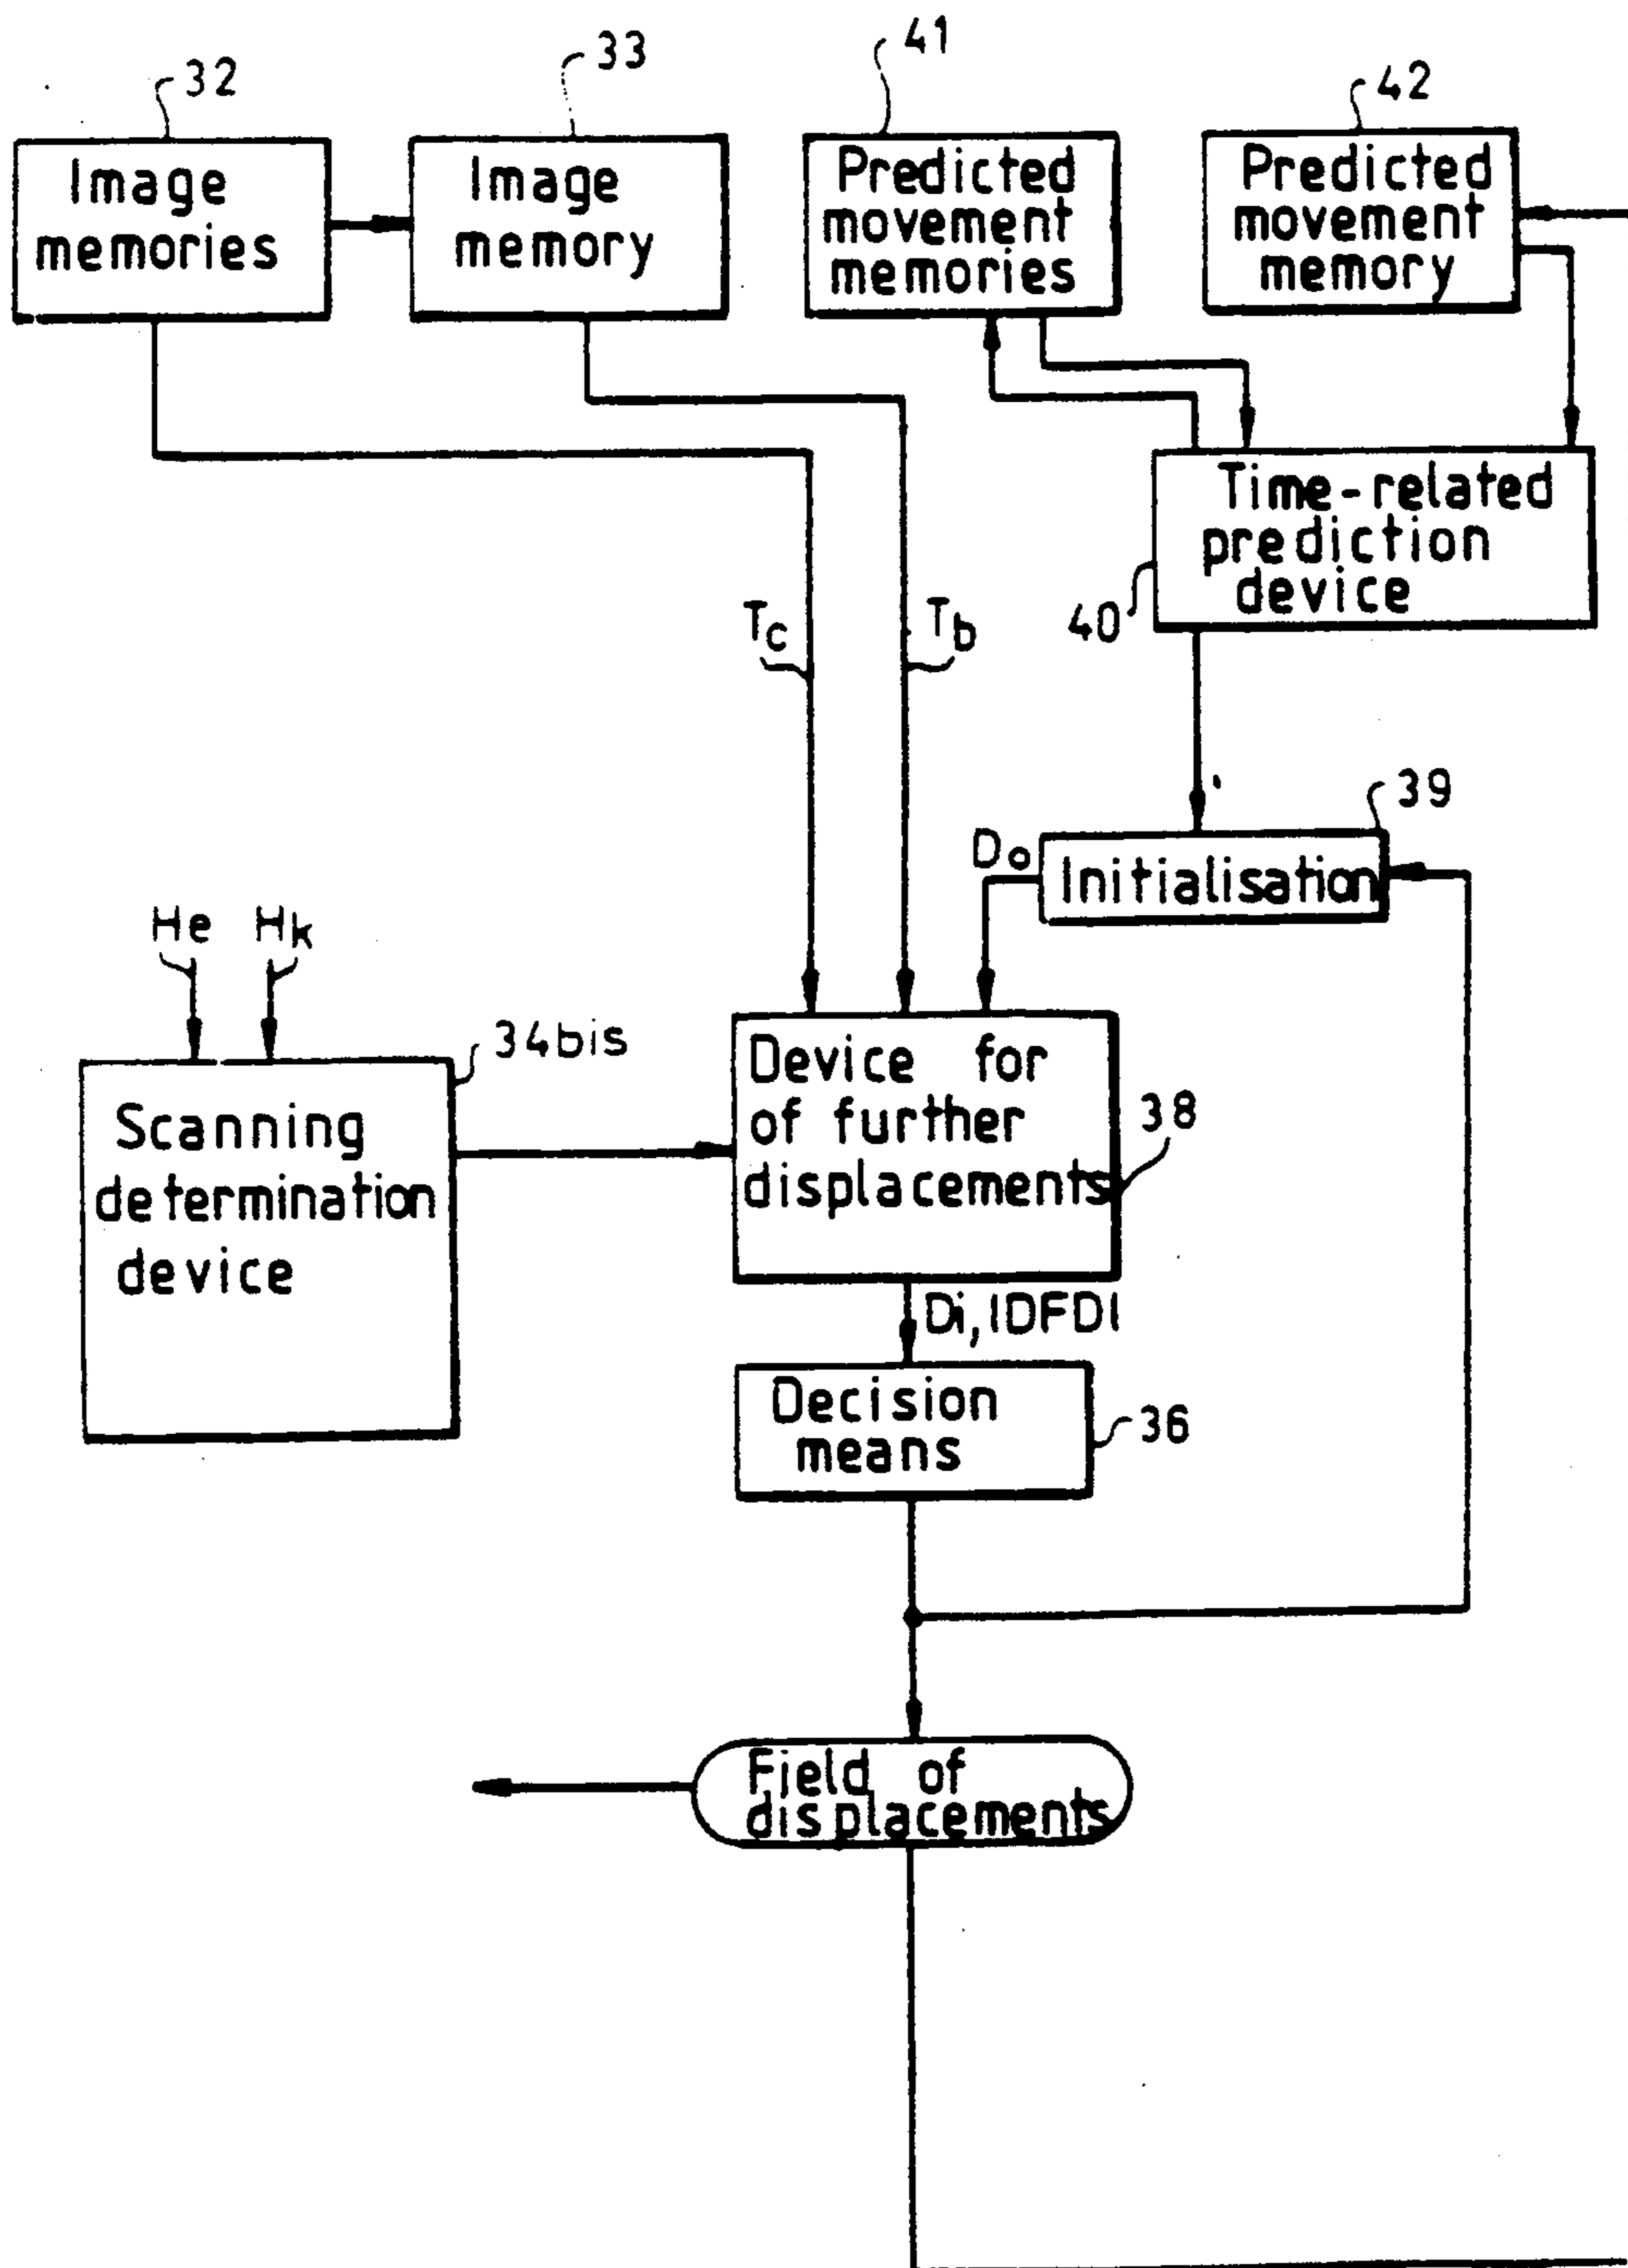 32
33
41
42
Image
memories
Image
memory
Predicted
movement
memories
Predicted
movement
memory
Time-related
prediction
device
40
Tc
Tb
39
Do
Initialisation
He
Hk
34bis
Scanning
determination
device
Device for
of further
displacements
38
Di, |DFD|
Decision
means
36
Field of
displacements